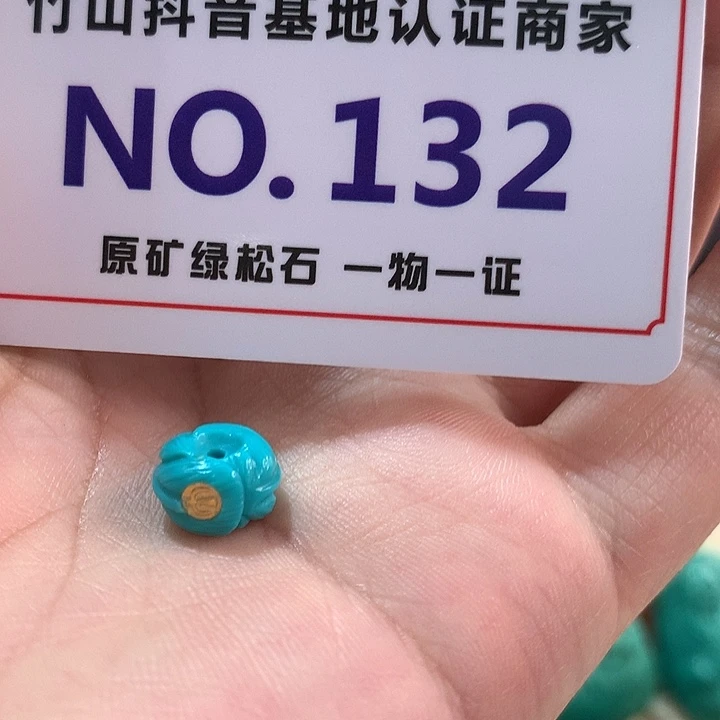 竹山抖音基地认证商家
NO.132
原矿绿松石 一物一证